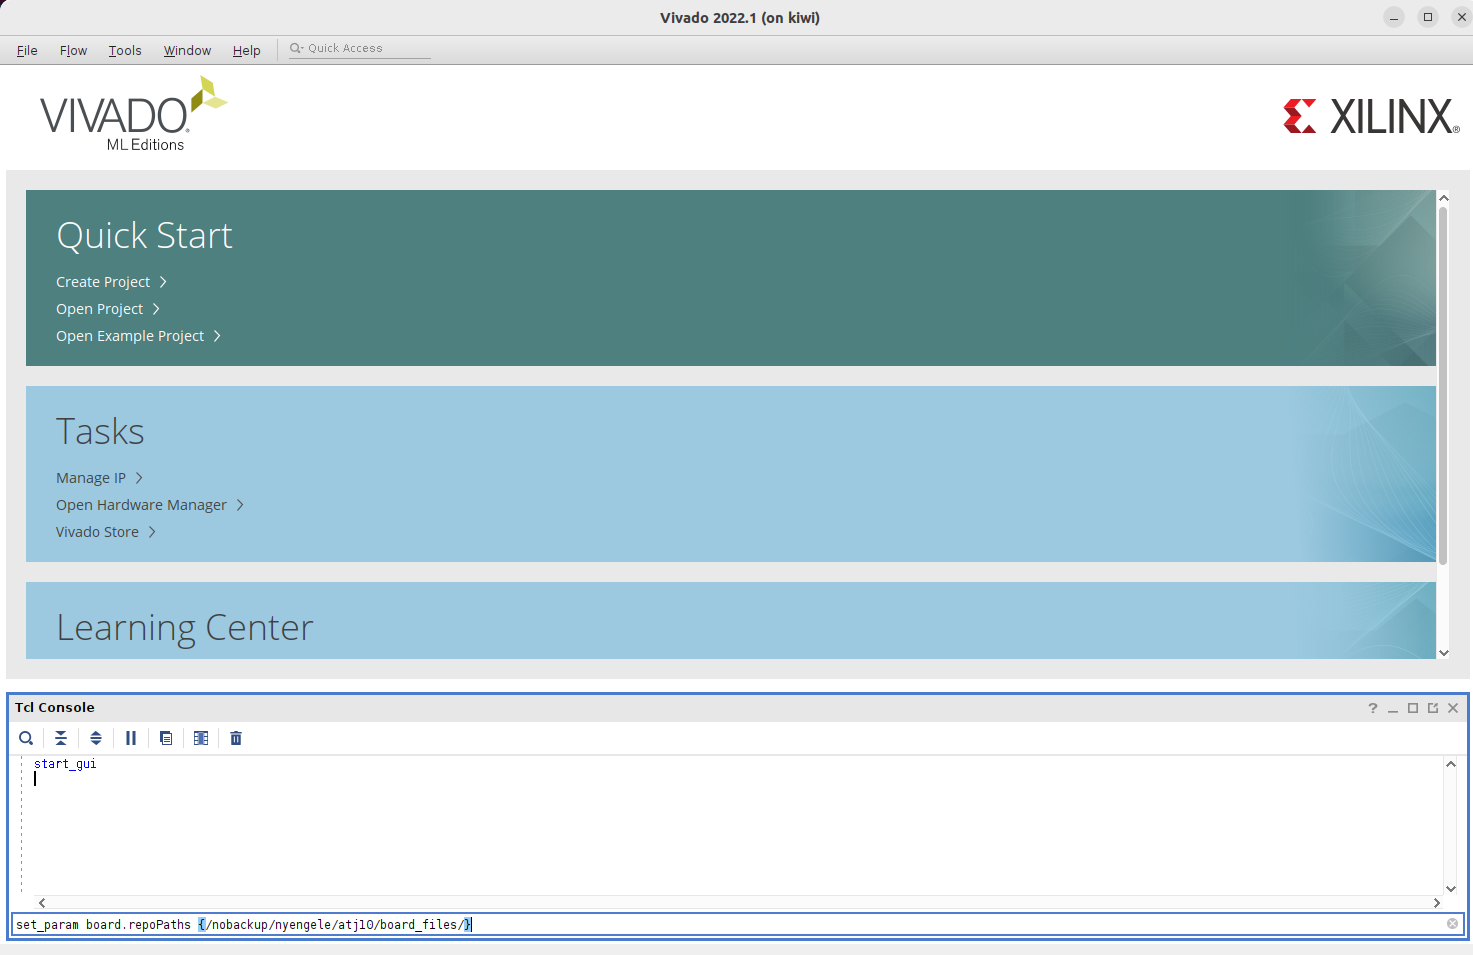 Vivado 2022.1 (on kiwi)
File Flow Tools Window Help Quick Access
VIVADO
ML Editions
XILINX®
Quick Start
Create Project
Open Project
Open Example Project
Tasks
Manage IP
Open Hardware Manager
Vivado Store
Learning Center
Tcl Console
start_gui
set_param board.repoPaths {/nobackup/nyengele/atj10/board_files/}